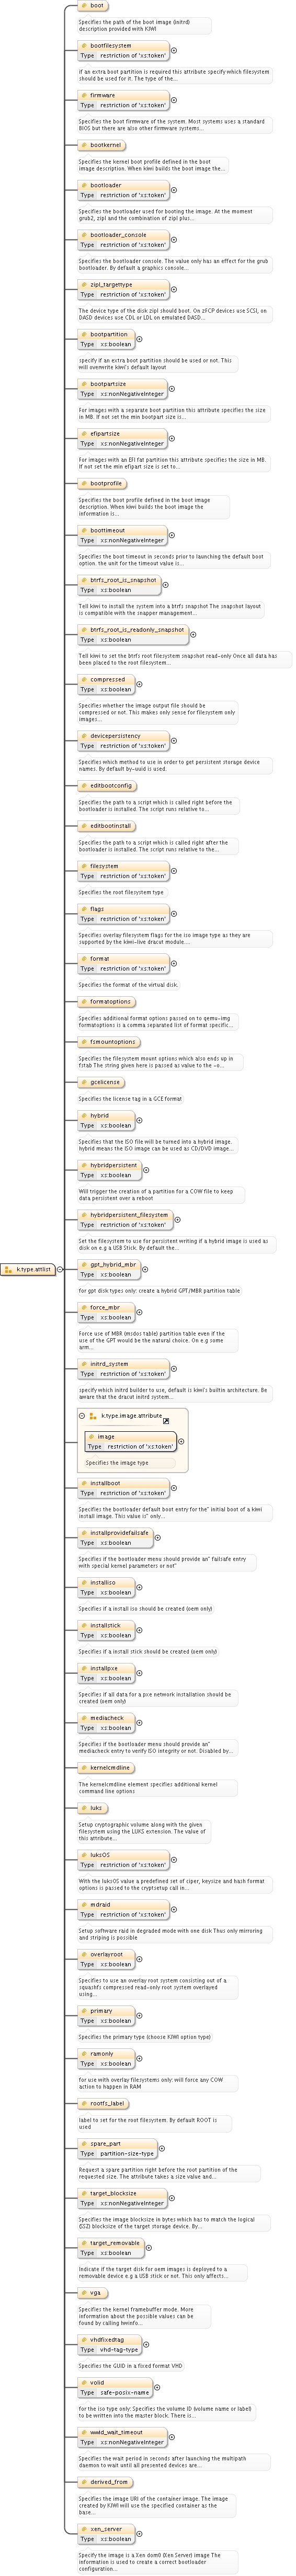 boot
Specifies the path of the boot image (initrd)
description provided with KIWI
bootfilesystem
Type restriction of 'xs:token'
If an extra boot partition is required this attribute specify which filesystem
should be used for it. The type of the...
firmware
Type restriction of 'xs:token'
Specifies the boot firmware of the system. Most systems uses a standard
BIOS but there are also other firmware systems...
bootkernel
Specifies the kernel boot profile defined in the boot
image description. When kiwi builds the boot image the...
bootloader
Type restriction of 'xs:token'
Specifies the bootloader used for booting the image. At the moment
grub2, zipl and the combination of zipl plus...
bootloader_console
Type restriction of 'xs:token'
Specifies the bootloader console. The value only has an effect for the grub
bootloader. By default a graphics console...
zipl_targettype
Type restriction of 'xs:token'
The device type of the disk zipl should boot. On zFCP devices use SCSI, on
DASD devices use CDL or LDL on emulated DASD...
bootpartition
Type xs:boolean
specify if an extra boot partition should be used or not. This
will overwrite kiwi's default layout
bootpartsize
Type xs:nonNegativeInteger
For images with a separate boot partition this attribute specifies the size
in MB. If not set the min bootpart size is...
efipartsize
Type xs:nonNegativeInteger
For images with an EFI fat partition this attribute specifies the size in MB.
If not set the min efipart size is set to...
bootprofile
Specifies the boot profile defined in the boot image
description. When kiwi builds the boot image the
information is...
boottimeout
Type xs:nonNegativeInteger
Specifies the boot timeout in seconds prior to launching the default boot
option. the unit for the timeout value is...
btrfs_root_is_snapshot
Type xs:boolean
Tell kiwi to install the system into a btrfs snapshot The snapshot layout
is compatible with the snapper management...
btrfs_root_is_readonly_snapshot
Type xs:boolean
Tell kiwi to set the btrfs root filesystem snapshot read-only Once all data has
been placed to the root filesystem...
compressed
Type xs:boolean
Specifies whether the image output file should be
compressed or not. This makes only sense for filesystem only
images...
devicepersistency
Type restriction of 'xs:token'
Specifies which method to use in order to get persistent storage device
names. By default by-uuid is used.
editbootconfig
Specifies the path to a script which is called right before the
bootloader is installed. The script runs relative to...
editbootinstall
Specifies the path to a script which is called right after the
bootloader is installed. The script runs relative to the...
filesystem
Type restriction of 'xs:token'
Specifies the root filesystem type
flags
Type restriction of 'xs:token'
Specifies overlay filesystem flags for the iso image type as they are
supported by the kiwi-live dracut module....
format
Type restriction of 'xs:token'
Specifies the format of the virtual disk.
formatoptions
Specifies additional format options passed on to qemu-img
formatoptions is a comma separated list of format specific...
fsmountoptions
Specifies the filesystem mount options which also ends up in
fstab The string given here is passed as value to the -o...
gcelicense
Specifies the license tag in a GCE format
hybrid
Type xs:boolean
Specifies that the ISO file will be turned into a hybrid image.
hybrid means the ISO image can be used as CD/DVD image...
hybridpersistent
Type xs:boolean
Will trigger the creation of a partition for a COW file to keep
data persistent over a reboot
hybridpersistent_filesystem
Type restriction of 'xs:token'
Set the filesystem to use for persistent writing if a hybrid image is used as
disk on e.g a USB Stick. By default the...
k.type.attlist
gpt_hybrid_mbr
Type xs:boolean
for gpt disk types only: create a hybrid GPT/MBR partition table
force_mbr
Type xs:boolean
Force use of MBR (msdos table) partition table even if the
use of GPT would be the natural choice. On e.g some
arm...
initrd_system
Type restriction of 'xs:token'
specify which initrd builder to use, default is kiwi's builtin architecture. Be
aware that the dracut initrd system...
k.type.image.attribute
image
Type restriction of 'xs:token'
Specifies the image type
installboot
Type restriction of 'xs:token'
Specifies the bootloader default boot entry for the" initial boot of a kiwi
install image. This value is" only...
installprovidefailsafe
Type xs:boolean
Specifies if the bootloader menu should provide an" failsafe entry
with special kernel parameters or not"
installiso
Type xs:boolean
Specifies if a install iso should be created (oem only)
installstick
Type xs:boolean
Specifies if a install stick should be created (oem only)
installpxe
Type xs:boolean
Specifies if all data for a pxe network installation should be
created (oem only)
mediacheck
Type xs:boolean
Specifies if the bootloader menu should provide an"
mediacheck entry to verify ISO integrity or not. Disabled by...
kernelcmdline
The kernelcmdline element specifies additional kernel
command line options
luks
Setup cryptographic volume along with the given
filesystem using the LUKS extension. The value of
this attribute...
luksOS
Type restriction of 'xs:token'
With the luksOS value a predefined set of ciper, keysize and hash format
options is passed to the cryptsetup call in...
mdraid
Type restriction of 'xs:token'
Setup software raid in degraded mode with one disk Thus only mirroring
and striping is possible
overlayroot
Type xs:boolean
Specifies to use an overlay root system consisting out of a
squashfs compressed read-only root system overlayed
using...
primary
Type xs:boolean
Specifies the primary type (choose KIWI option type)
ramonly
Type xs:boolean
for use with overlay filesystems only: will force any COW
action to happen in RAM
rootfs_label
label to set for the root filesystem. By default ROOT is
used
spare_part
Type partition-size-type
Request a spare partition right before the root partition of the
requested size. The attribute takes a size value and...
target_blocksize
Type xs:nonNegativeInteger
Specifies the image blocksize in bytes which has to match the logical
(SSZ) blocksize of the target storage device. By...
target_removable
Type xs:boolean
Indicate if the target disk for oem images is deployed to a
removable device e.g a USB stick or not. This only affects...
vga
Specifies the kernel framebuffer mode. More
information about the possible values can be
found by calling hwinfo...
vhdfixedtag
Type vhd-tag-type
Specifies the GUID in a fixed format VHD
volid
Type safe-posix-name
for the iso type only: Specifies the volume ID (volume name or label)
to be written into the master block. There is...
wwid_wait_timeout
Type xs:nonNegativeInteger
Specifies the wait period in seconds after launching the multipath
daemon to wait until all presented devices are...
derived_from
Specifies the image URI of the container image. The image
created by KIWI will use the specified container as the
base...
xen_server
Type xs:boolean
Specify the image is a Xen dom0 (Xen Server) image The
information is used to create a correct bootloader
configuration...